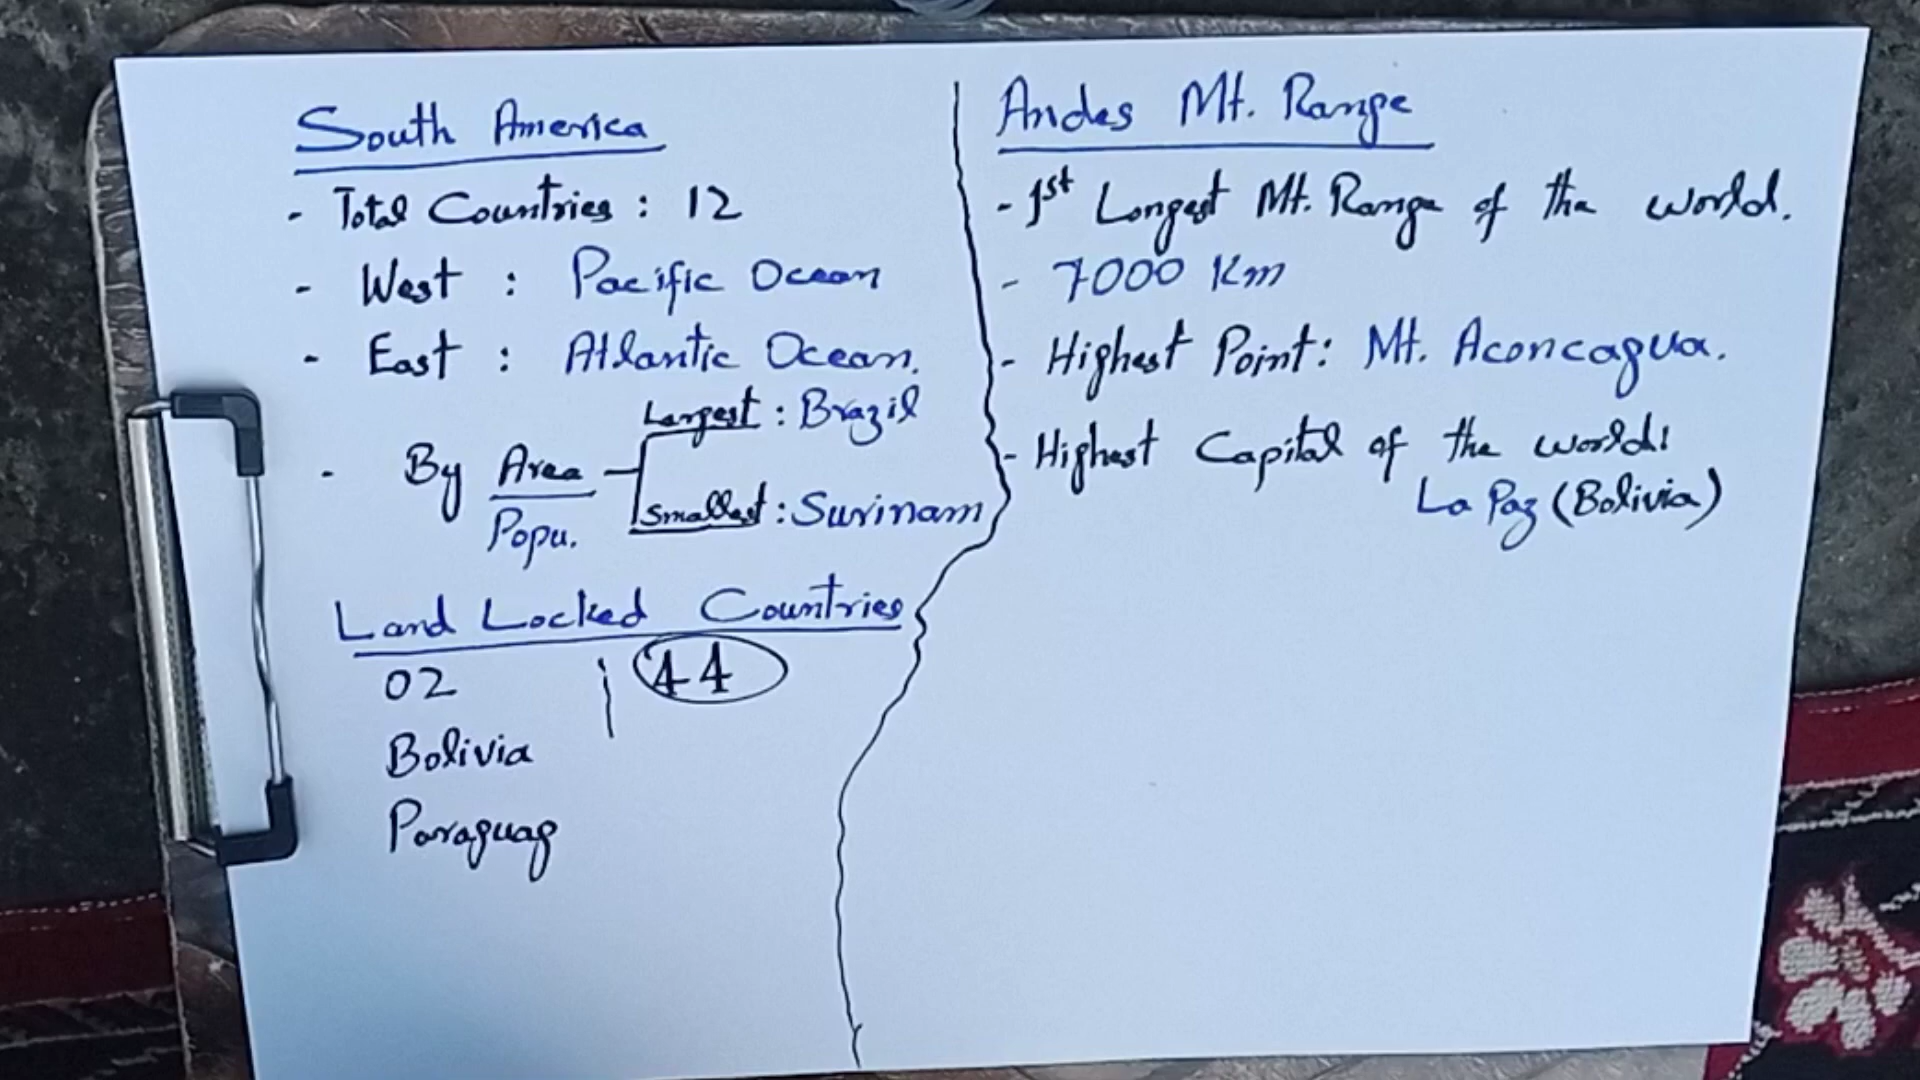 South America
- Total Countries : 12
- West : Pacific Ocean
- East : Atlantic Ocean.
Largest : Brazil
- By Area
Smallest : Surinam
Popu.
Land Locked Countries
02 | 44
Bolivia
Paraguay
Andes Mt. Range
- 1st Longest Mt. Range of the world.
- 7000 Km
- Highest Point: Mt. Aconcagua.
- Highest Capital of the world:
La Paz (Bolivia)